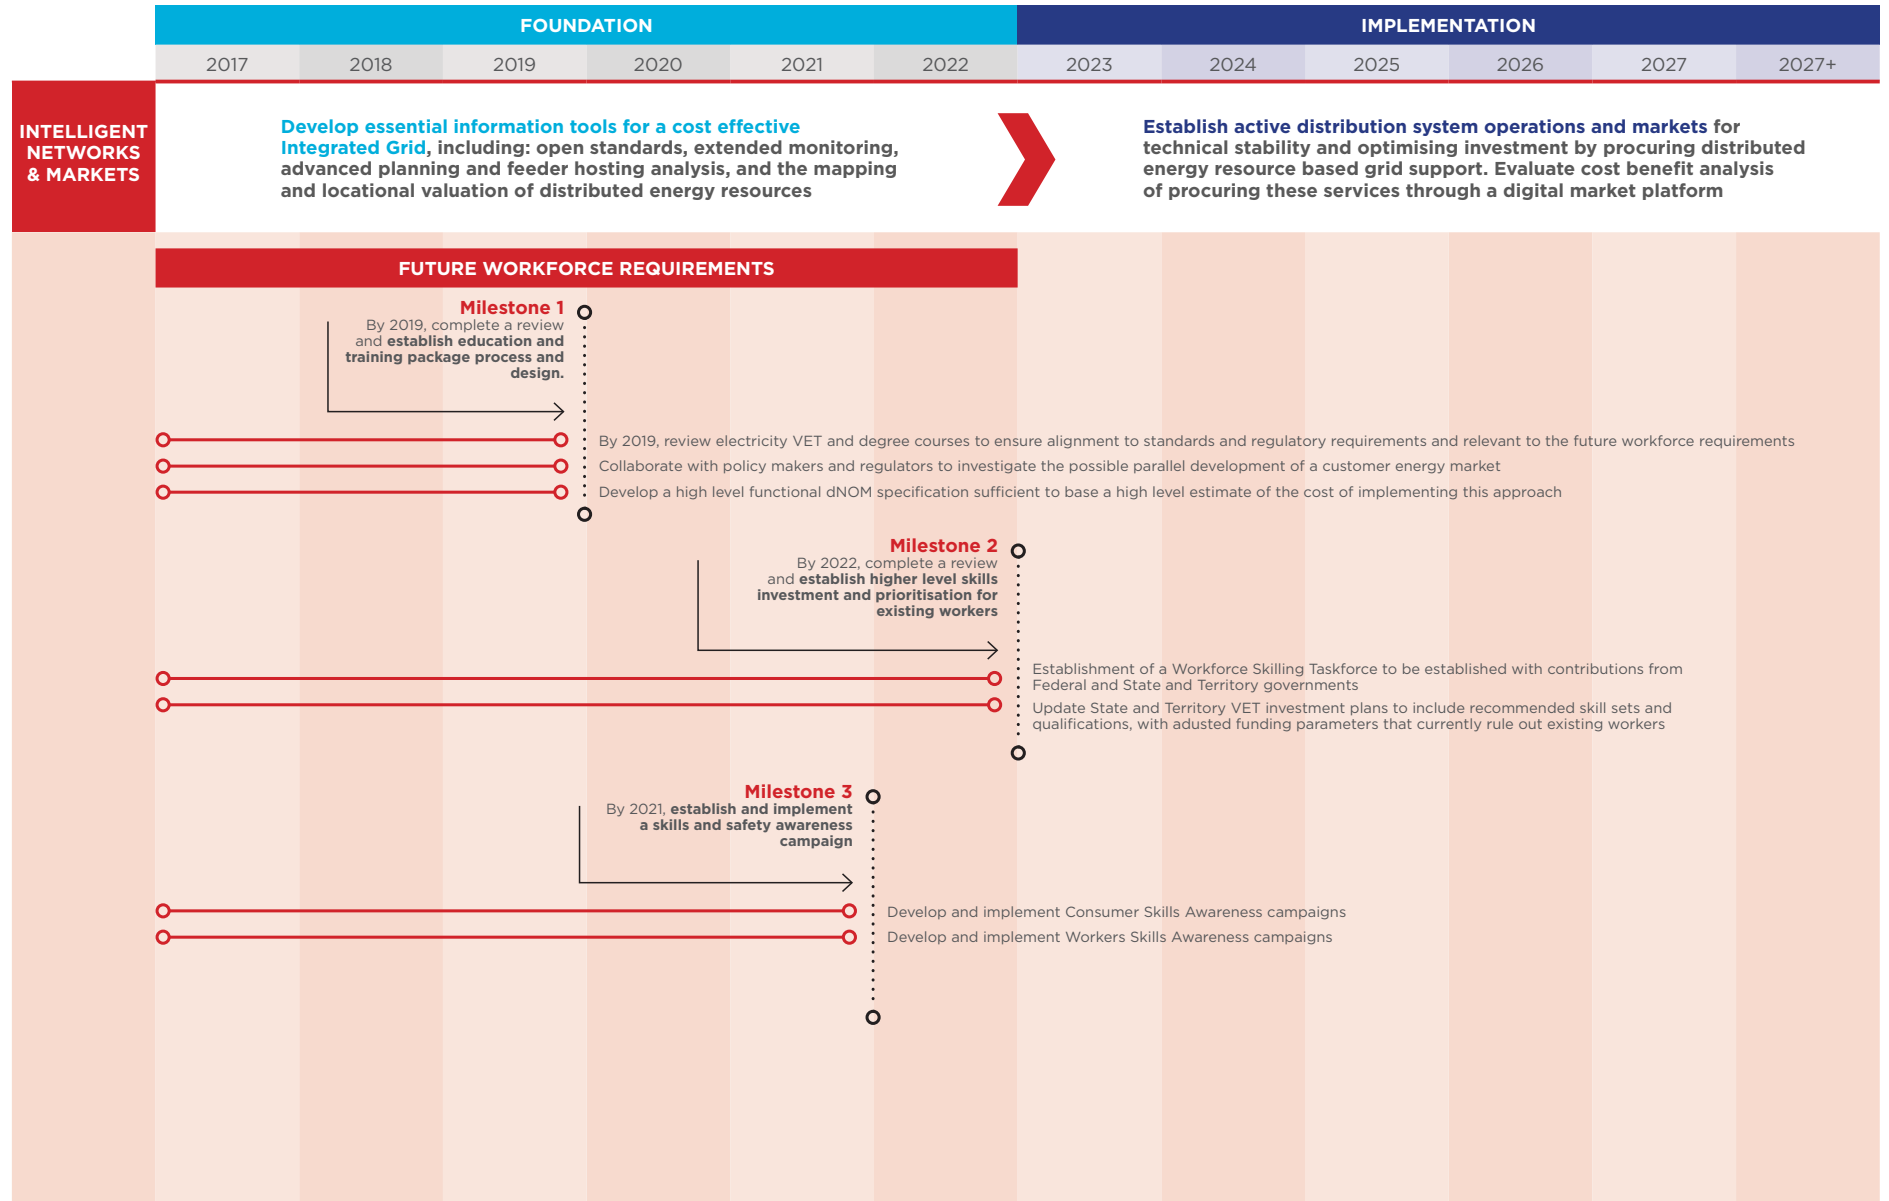 FOUNDATION
IMPLEMENTATION
2017
2018
2019
2020
2021
2022
2023
2024
2025
2026
2027
2027+
INTELLIGENT
NETWORKS
& MARKETS
Develop essential information tools for a cost effective
Integrated Grid, including: open standards, extended monitoring,
advanced planning and feeder hosting analysis, and the mapping
and locational valuation of distributed energy resources
Establish active distribution system operations and markets for
technical stability and optimising investment by procuring distributed
energy resource based grid support. Evaluate cost benefit analysis
of procuring these services through a digital market platform
FUTURE WORKFORCE REQUIREMENTS
Milestone 1
By 2019, complete a review
and establish education and
training package process and
design.
By 2019, review electricity VET and degree courses to ensure alignment to standards and regulatory requirements and relevant to the future workforce requirements
Collaborate with policy makers and regulators to investigate the possible parallel development of a customer energy market
Develop a high level functional dNOM specification sufficient to base a high level estimate of the cost of implementing this approach
Milestone 2
By 2022, complete a review
and establish higher level skills
investment and prioritisation for
existing workers
Establishment of a Workforce Skilling Taskforce to be established with contributions from
Federal and State and Territory governments
Update State and Territory VET investment plans to include recommended skill sets and
qualifications, with adusted funding parameters that currently rule out existing workers
Milestone 3
By 2021, establish and implement
a skills and safety awareness
campaign
Develop and implement Consumer Skills Awareness campaigns
Develop and implement Workers Skills Awareness campaigns